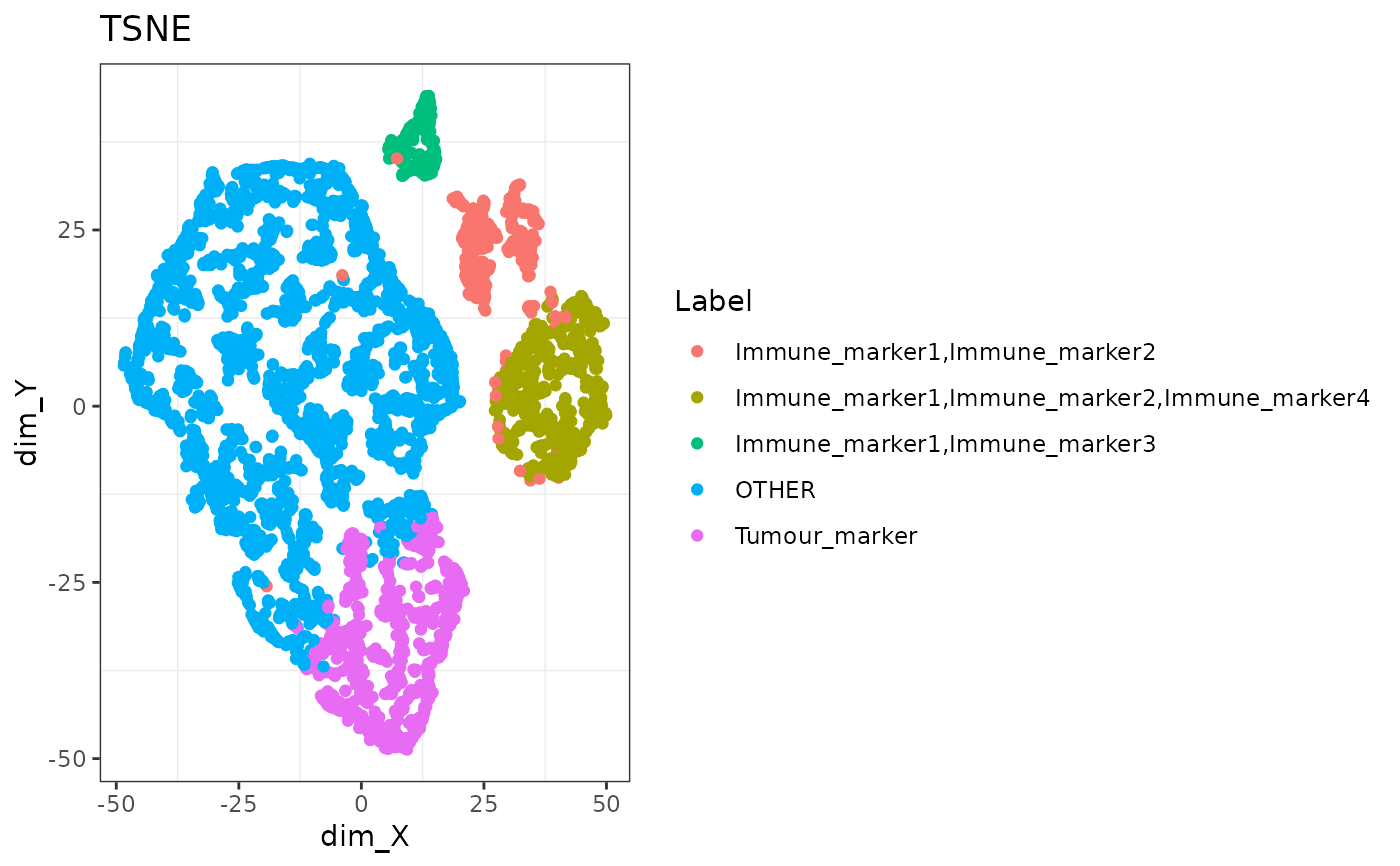 TSNE
25
0
-25
-50
dim_Y
-50 -25 0 25 50
dim_X
Label
Immune_marker1,Immune_marker2
Immune_marker1,Immune_marker2,Immune_marker4
Immune_marker1,Immune_marker3
OTHER
Tumour_marker